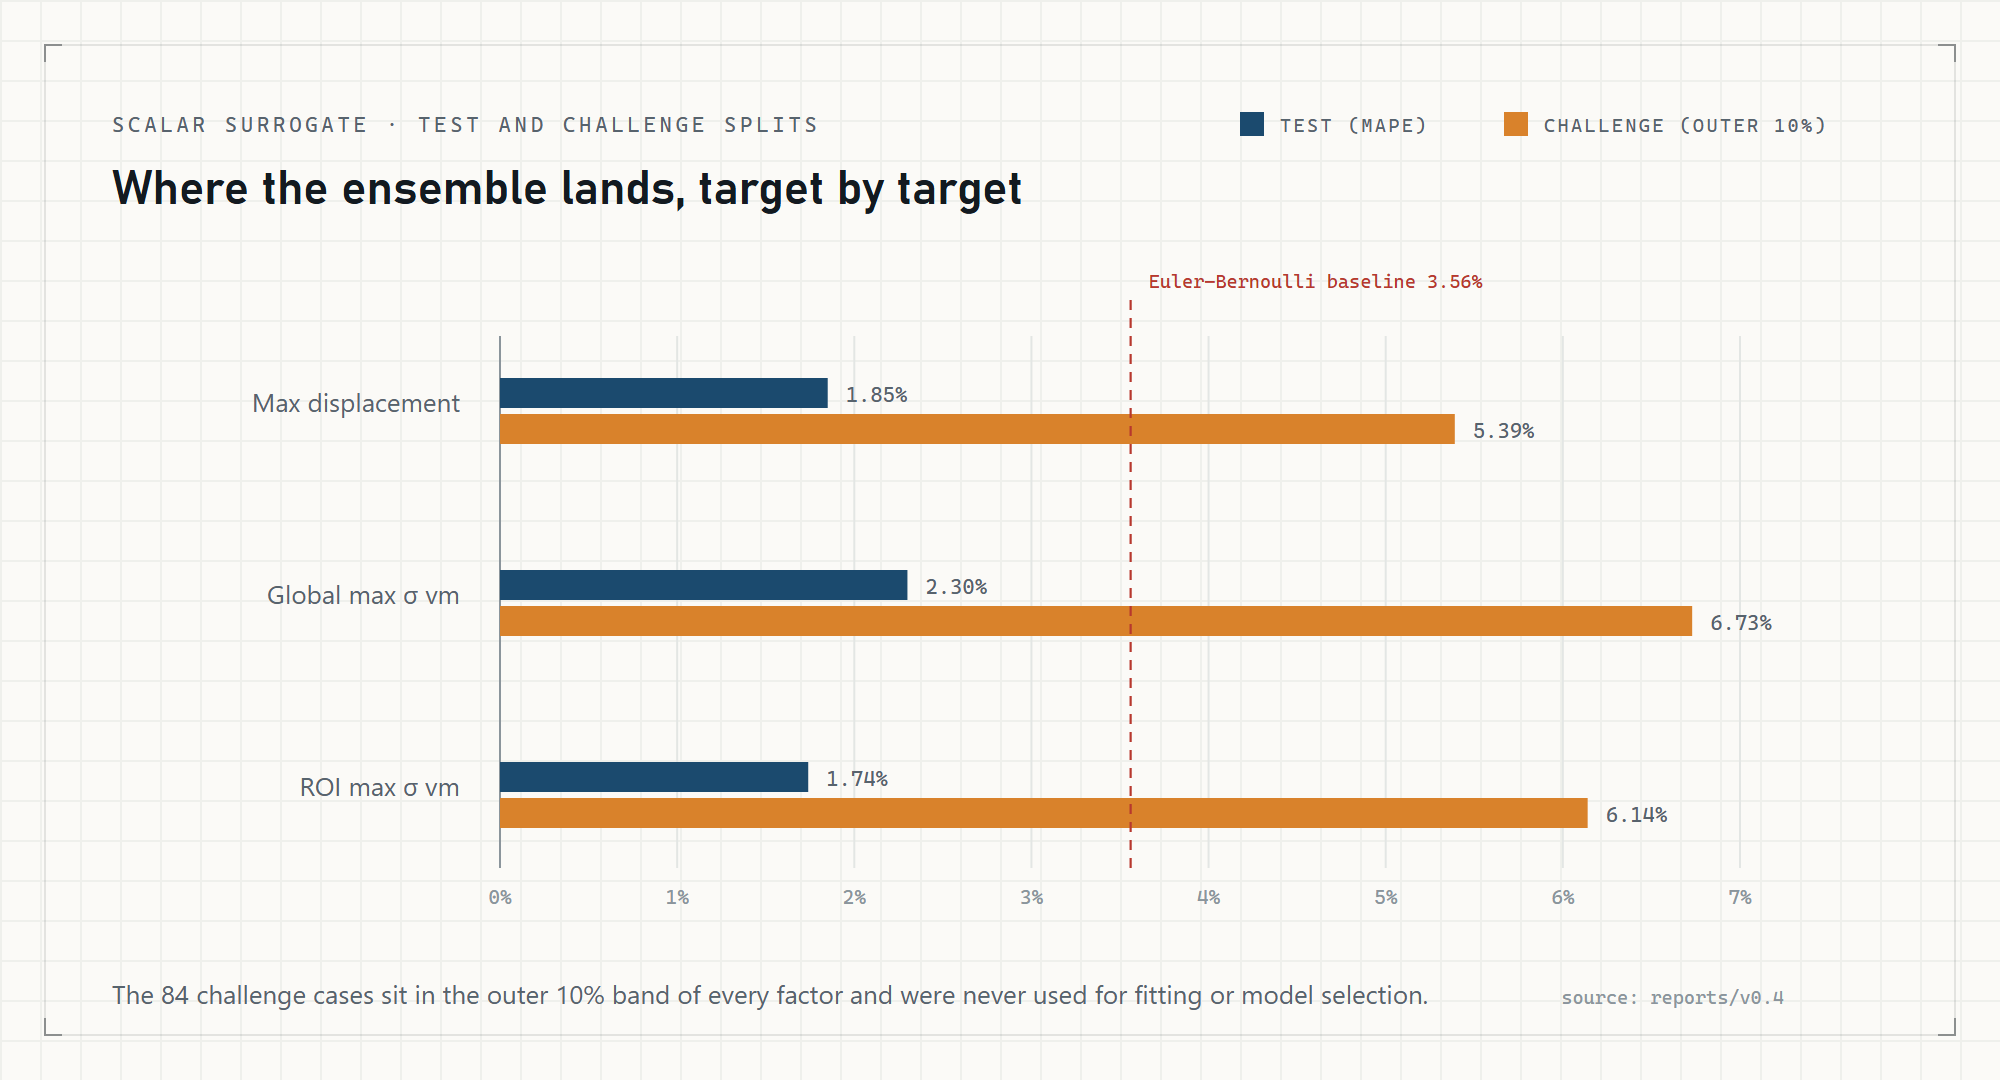 SCALAR SURROGATE · TEST AND CHALLENGE SPLITS
TEST (MAPE)
CHALLENGE (OUTER 10%)
Where the ensemble lands, target by target
Euler–Bernoulli baseline 3.56%
Max displacement
1.85%
5.39%
Global max σ vm
2.30%
6.73%
ROI max σ vm
1.74%
6.14%
0% 1% 2% 3% 4% 5% 6% 7%
The 84 challenge cases sit in the outer 10% band of every factor and were never used for fitting or model selection.
source: reports/v0.4